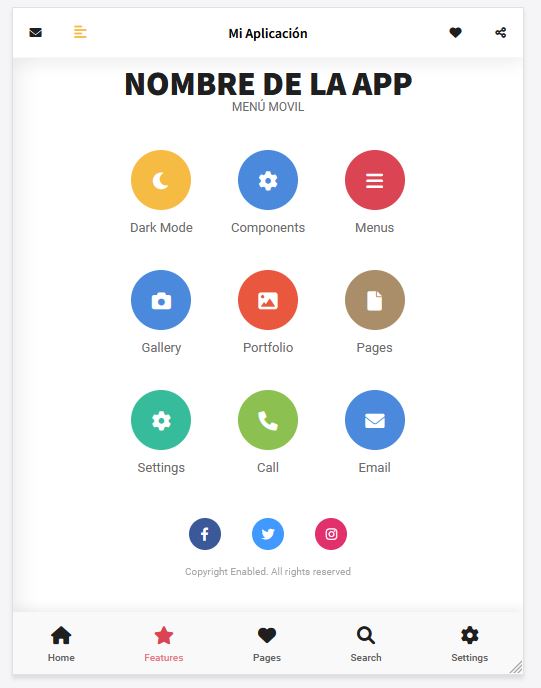 Mi Aplicación
NOMBRE DE LA APP
MENÚ MOVIL
Dark Mode Components Menus
Gallery Portfolio Pages
Settings Call Email
Copyright Enabled. All rights reserved
Home Features Pages Search Settings